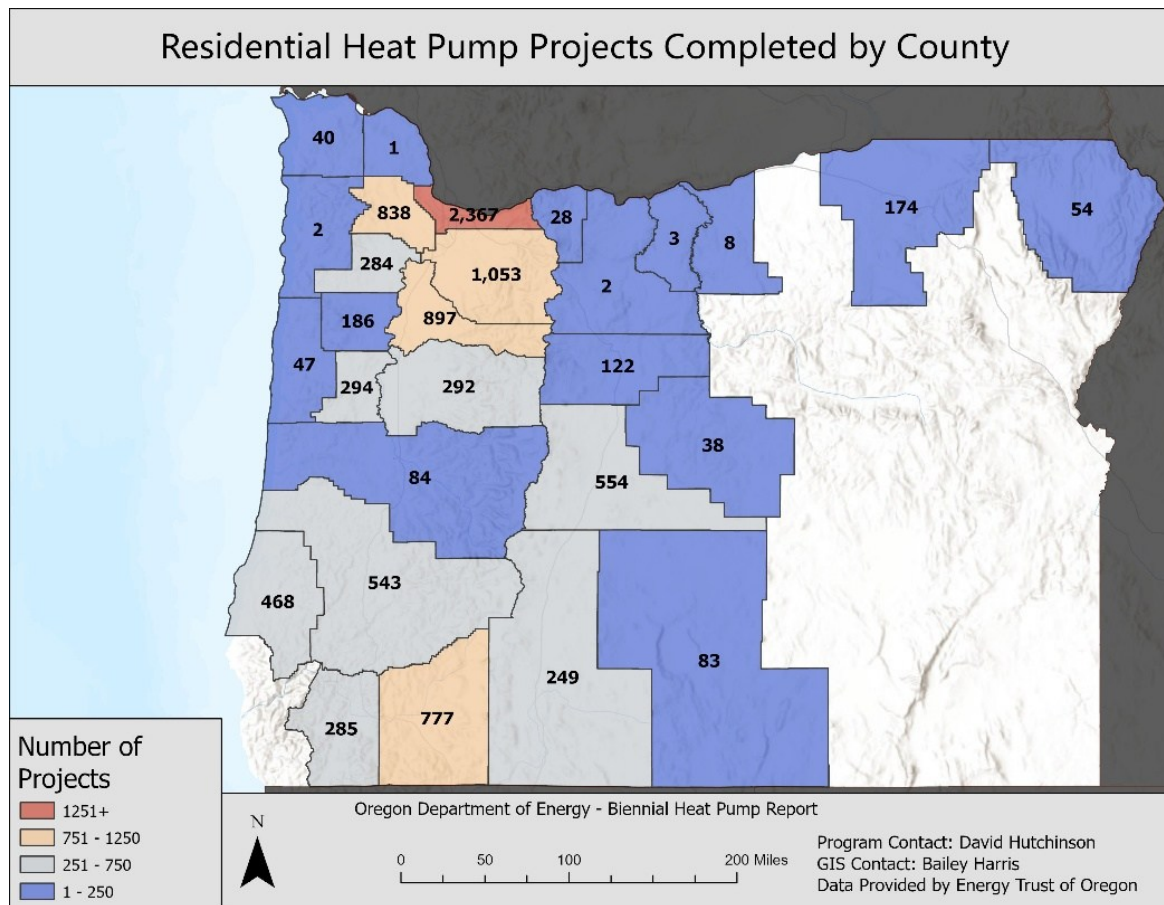 Residential Heat Pump Projects Completed by County
40
1
838
2,367
28
2
3
8
174
54
284
1,053
2
186
897
47
294
292
122
38
84
554
468
543
249
83
285
777
Number of
Projects
1251+
751 - 1250
251 - 750
1 - 250
Oregon Department of Energy - Biennial Heat Pump Report
N
0 50 100 200 Miles
Program Contact: David Hutchinson
GIS Contact: Bailey Harris
Data Provided by Energy Trust of Oregon